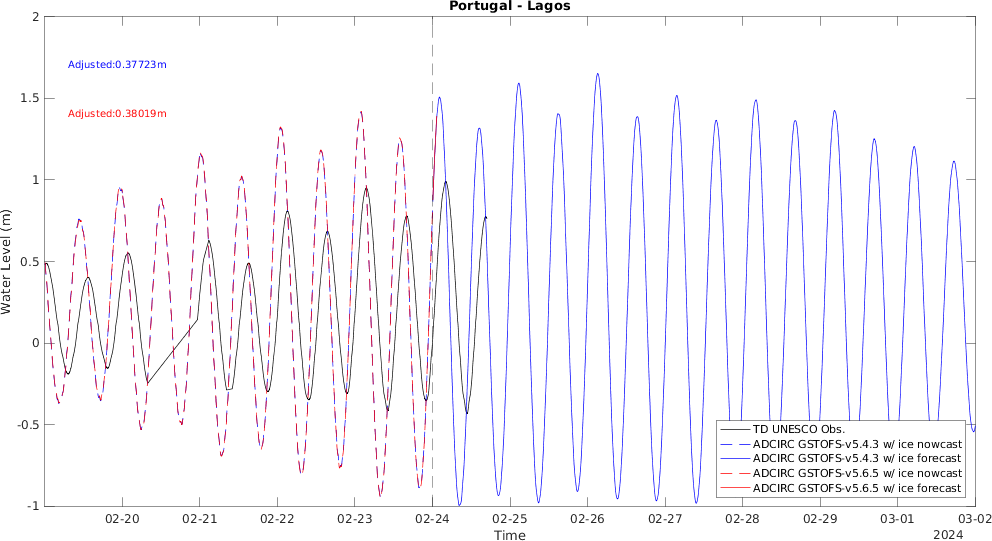 Portugal - Lagos
Adjusted:0.37723m
Adjusted:0.38019m
Water Level (m)
2
1.5
1
0.5
0
-0.5
-1
TD UNESCO Obs.
ADCIRC GSTOFS-v5.4.3 w/ ice nowcast
ADCIRC GSTOFS-v5.4.3 w/ ice forecast
ADCIRC GSTOFS-v5.6.5 w/ ice nowcast
ADCIRC GSTOFS-v5.6.5 w/ ice forecast
02-20 02-21 02-22 02-23 02-24 02-25 02-26 02-27 02-28 02-29 03-01 03-02
Time
2024